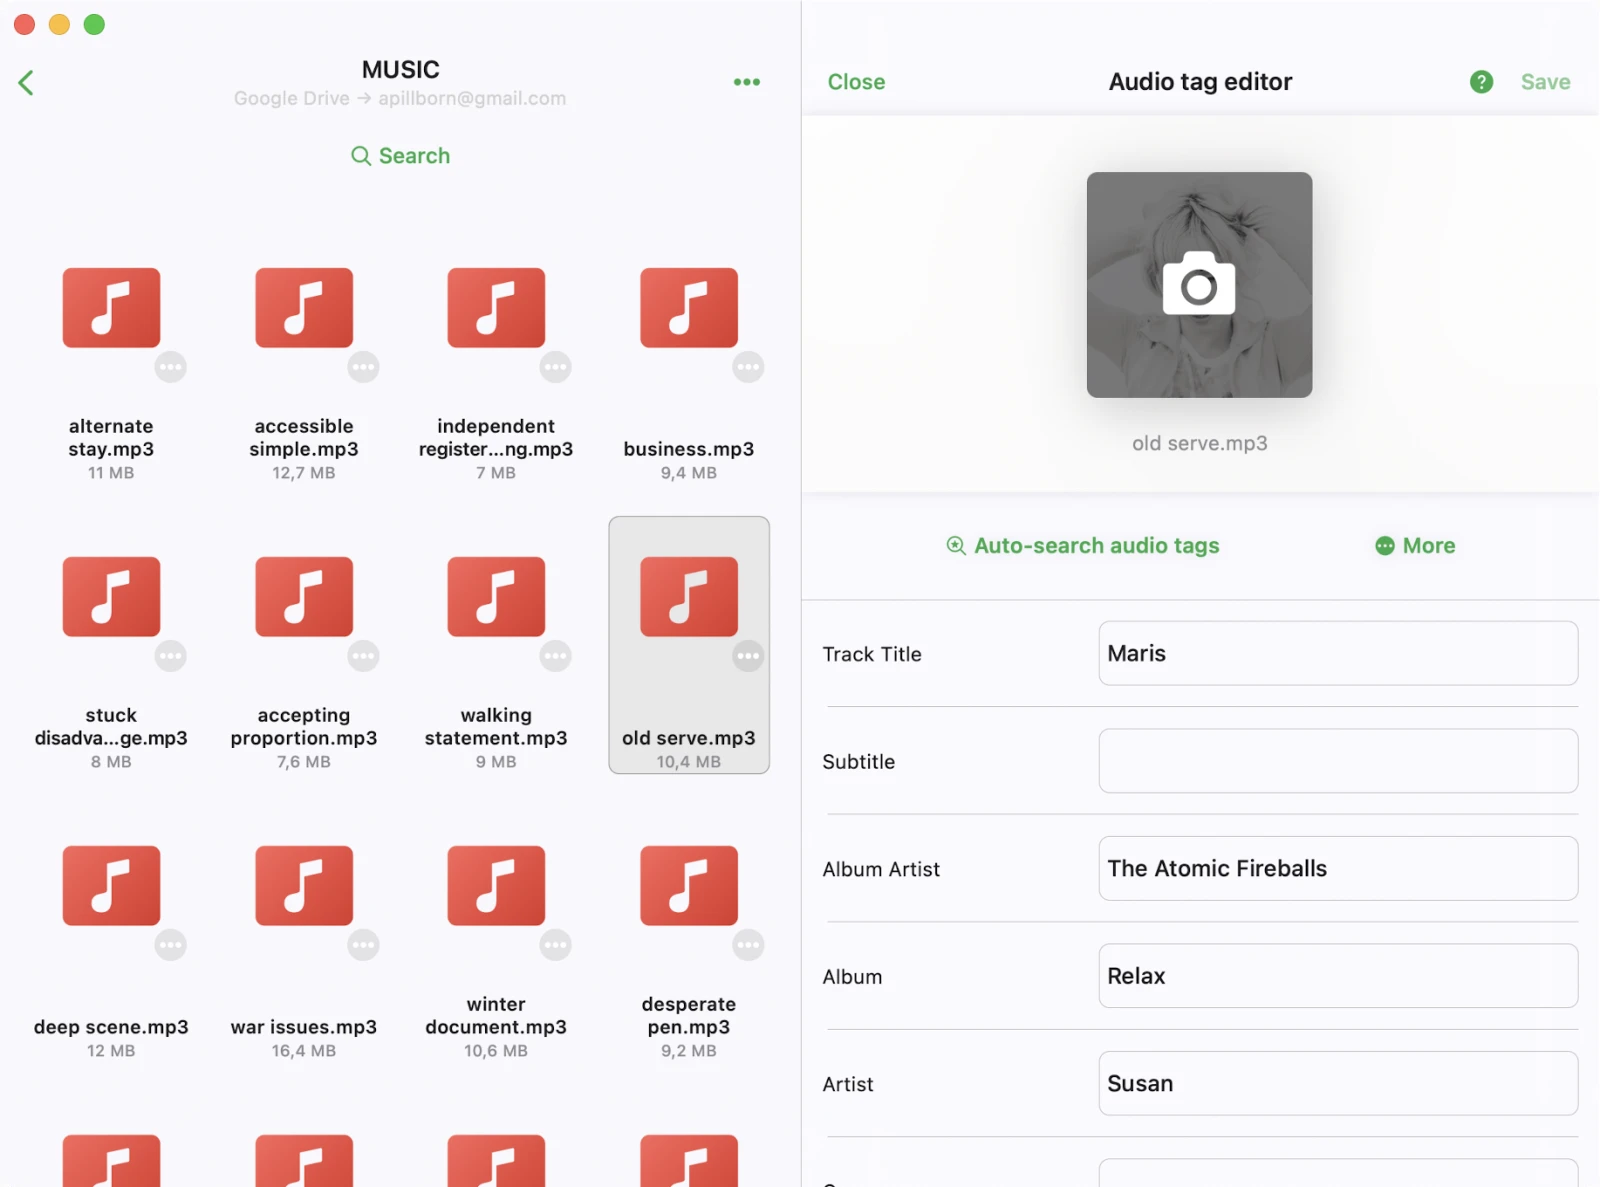 MUSIC
Google Drive → apillborn@gmail.com
Search
alternate
stay.mp3
11 MB
accessible
simple.mp3
12,7 MB
independent
register...ng.mp3
7 MB
business.mp3
9,4 MB
stuck
disadva...ge.mp3
8 MB
accepting
proportion.mp3
7,6 MB
walking
statement.mp3
9 MB
old serve.mp3
10,4 MB
deep scene.mp3
12 MB
war issues.mp3
16,4 MB
winter
document.mp3
10,6 MB
desperate
pen.mp3
9,2 MB
Close
Audio tag editor
?
Save
old serve.mp3
Auto-search audio tags
More
Track Title
Maris
Subtitle
Album Artist
The Atomic Fireballs
Album
Relax
Artist
Susan